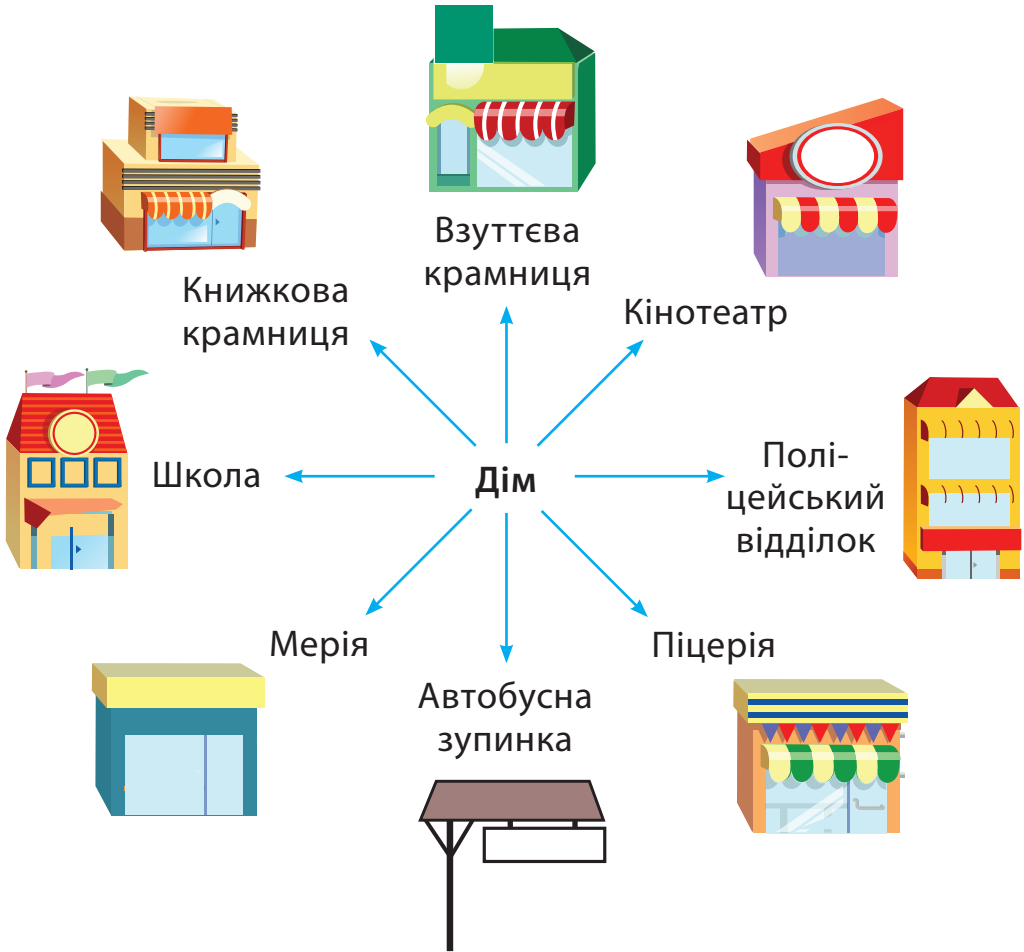 Взуттєва
крамниця
Книжкова
крамниця
Кінотеатр
Школа
Дім
Полі-
цейський
відділок
Мерія
Піцерія
Автобусна
зупинка